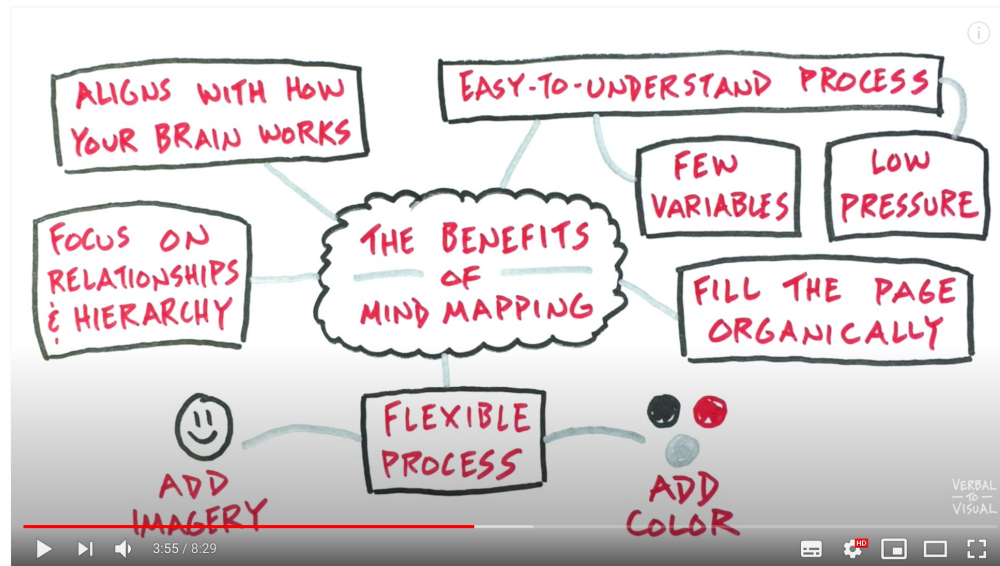 ALIGNS WITH HOW
YOUR BRAIN WORKS
EASY-TO-UNDERSTAND PROCESS
FEW
VARIABLES
LOW
PRESSURE
FOCUS ON
RELATIONSHIPS
& HIERARCHY
THE BENEFITS
OF
MIND MAPPING
FILL THE PAGE
ORGANICALLY
FLEXIBLE
PROCESS
ADD
IMAGERY
ADD
COLOR
VERBAL
TO
VISUAL
3:55 / 8:29
HD